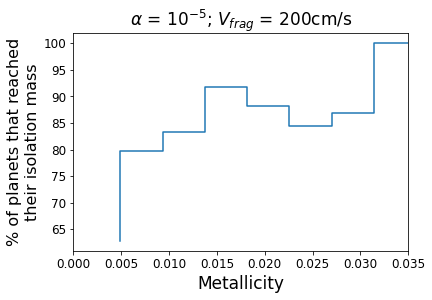 α = 10⁻⁵; V_frag = 200cm/s
% of planets that reached
their isolation mass
100
95
90
85
80
75
70
65
0.000 0.005 0.010 0.015 0.020 0.025 0.030 0.035
Metallicity